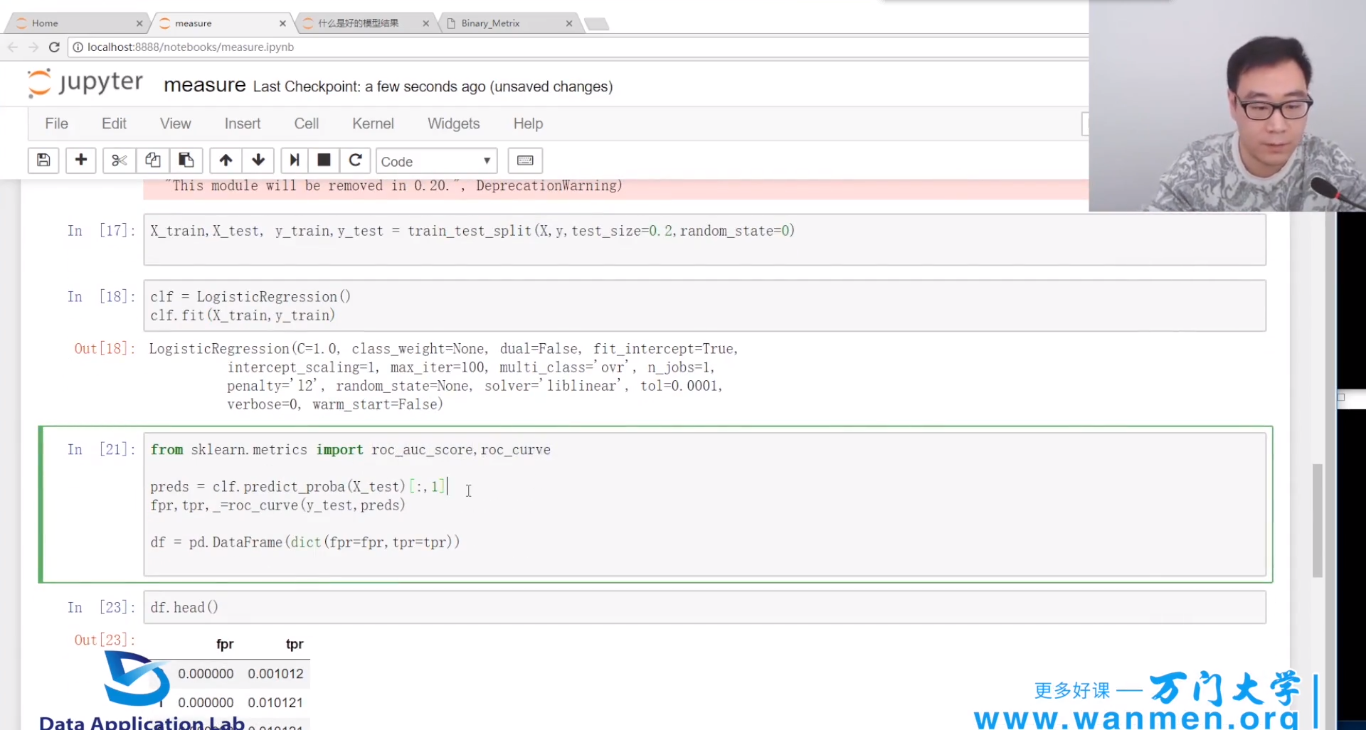 Home
measure
什么是好的模型结果
Binary_Metrix
localhost:8888/notebooks/measure.ipynb
jupyter measure Last Checkpoint: a few seconds ago (unsaved changes)
File Edit View Insert Cell Kernel Widgets Help
Code
"This module will be removed in 0.20.", DeprecationWarning)
In [17]: X_train,X_test, y_train,y_test = train_test_split(X,y,test_size=0.2,random_state=0)
In [18]: clf = LogisticRegression()
clf.fit(X_train,y_train)
Out[18]: LogisticRegression(C=1.0, class_weight=None, dual=False, fit_intercept=True,
intercept_scaling=1, max_iter=100, multi_class='ovr', n_jobs=1,
penalty='l2', random_state=None, solver='liblinear', tol=0.0001,
verbose=0, warm_start=False)
In [21]: from sklearn.metrics import roc_auc_score,roc_curve
preds = clf.predict_proba(X_test)[:,1]
fpr,tpr,_=roc_curve(y_test,preds)
df = pd.DataFrame(dict(fpr=fpr,tpr=tpr))
In [23]: df.head()
Out[23]:
fpr tpr
0.000000 0.001012
1 0.000000 0.010121
Data Application Lab
更多好课 — 万门大学
www.wanmen.org